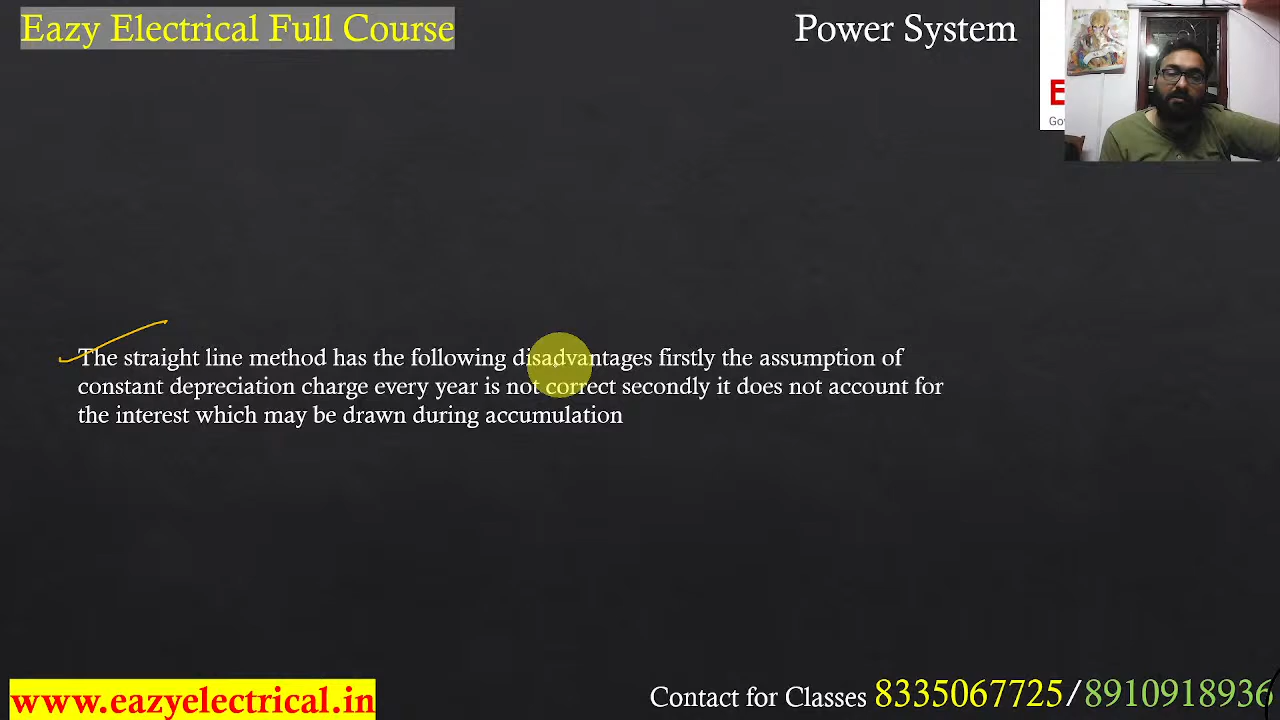 Eazy Electrical Full Course
Power System
E
Go
The straight line method has the following disadvantages firstly the assumption of
constant depreciation charge every year is not correct secondly it does not account for
the interest which may be drawn during accumulation
www.eazyelectrical.in
Contact for Classes 8335067725/8910918936